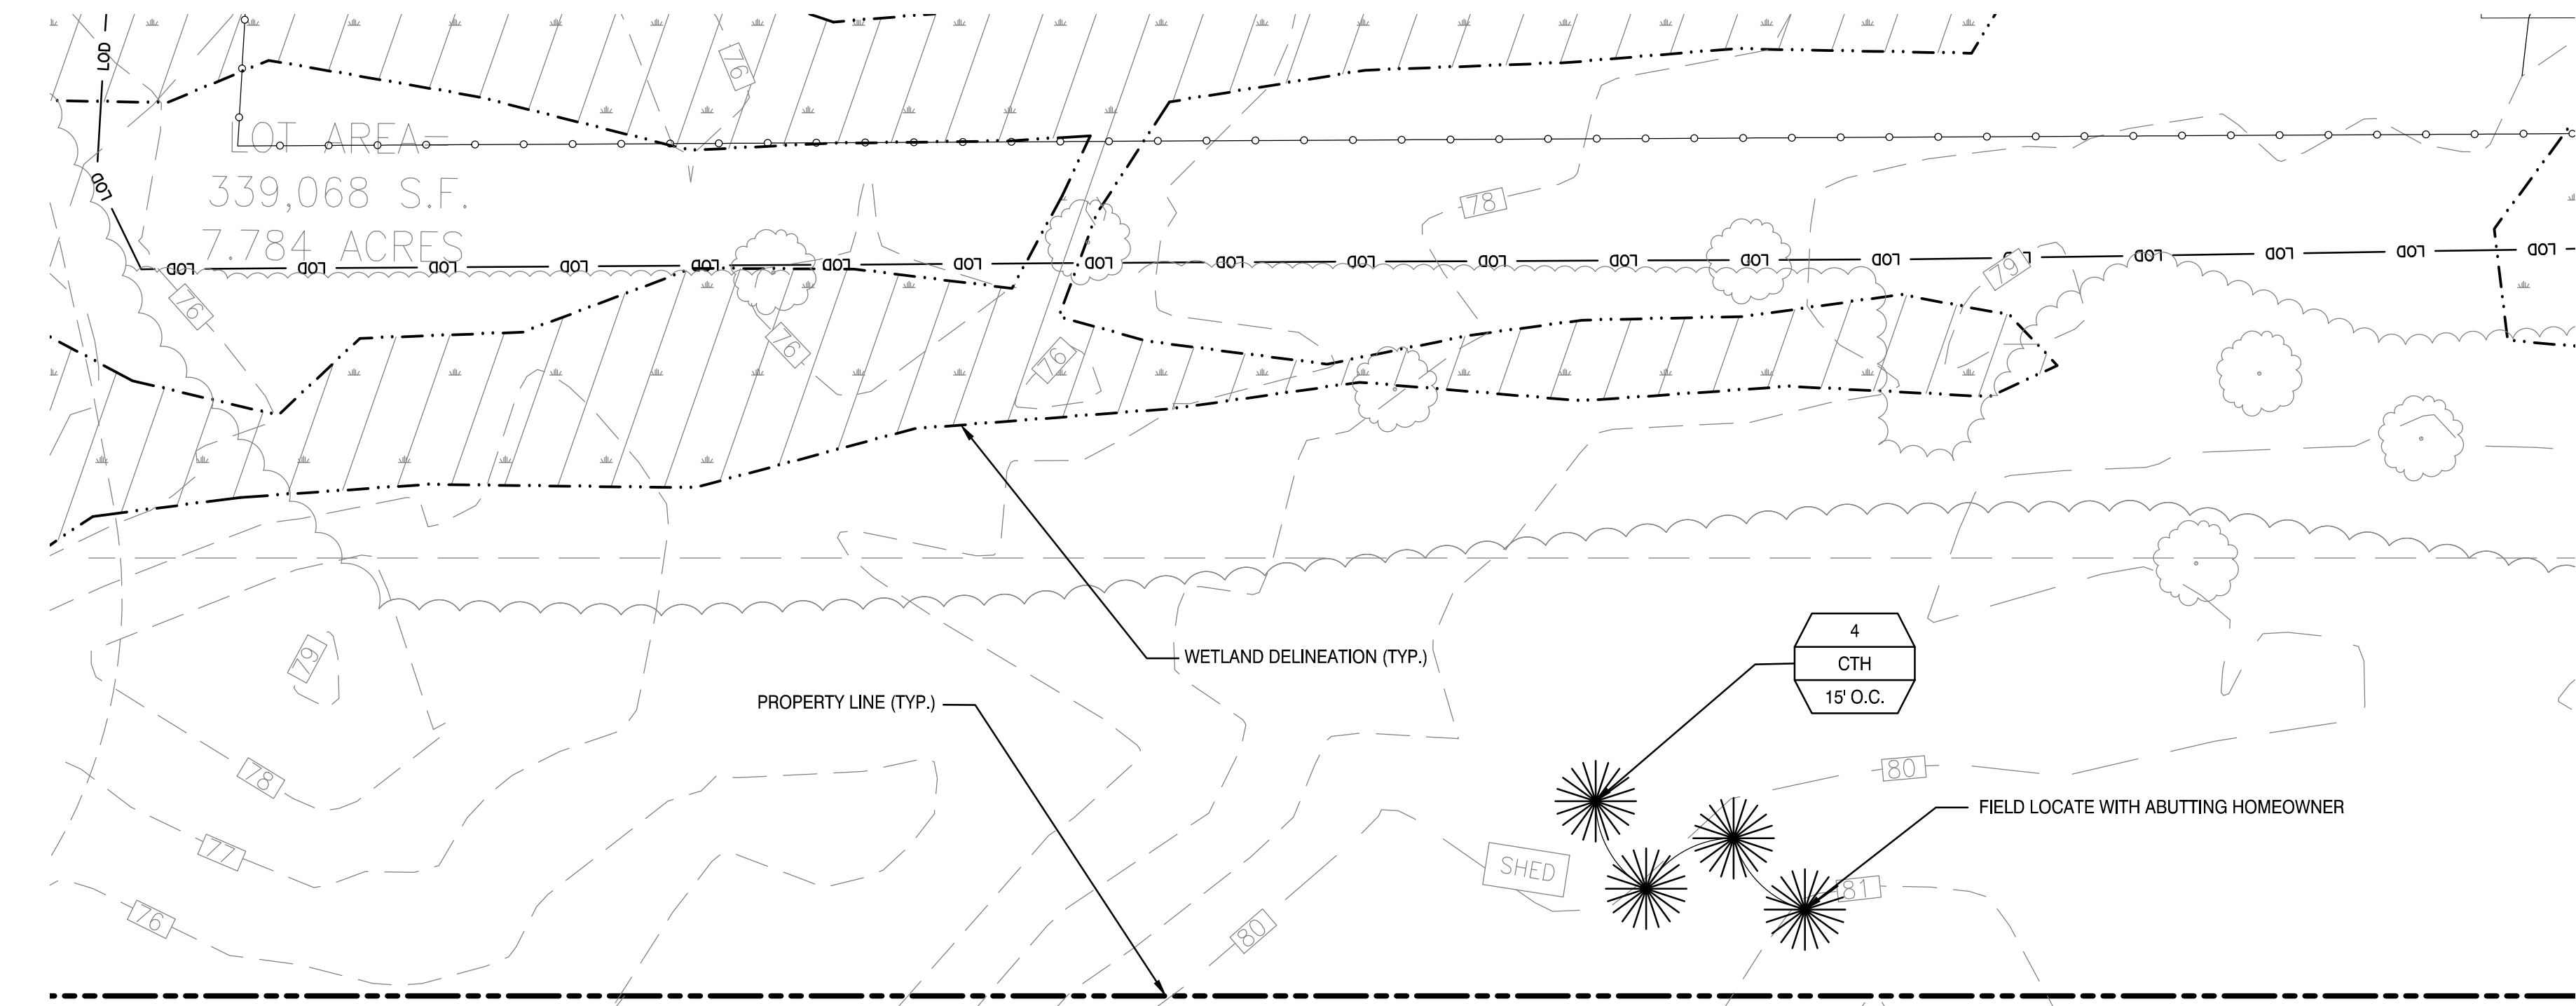 76
LOD
LOT AREA=
339,068 S.F.
7.784 ACRES
LOD
78
LOD LOD LOD LOD LOD LOD LOD LOD LOD LOD LOD LOD LOD LOD LOD LOD LOD LOD LOD
79
76
76
76
4
CTH
15' O.C.
WETLAND DELINEATION (TYP.)
79
PROPERTY LINE (TYP.)
78
80
FIELD LOCATE WITH ABUTTING HOMEOWNER
77
SHED
81
76
80